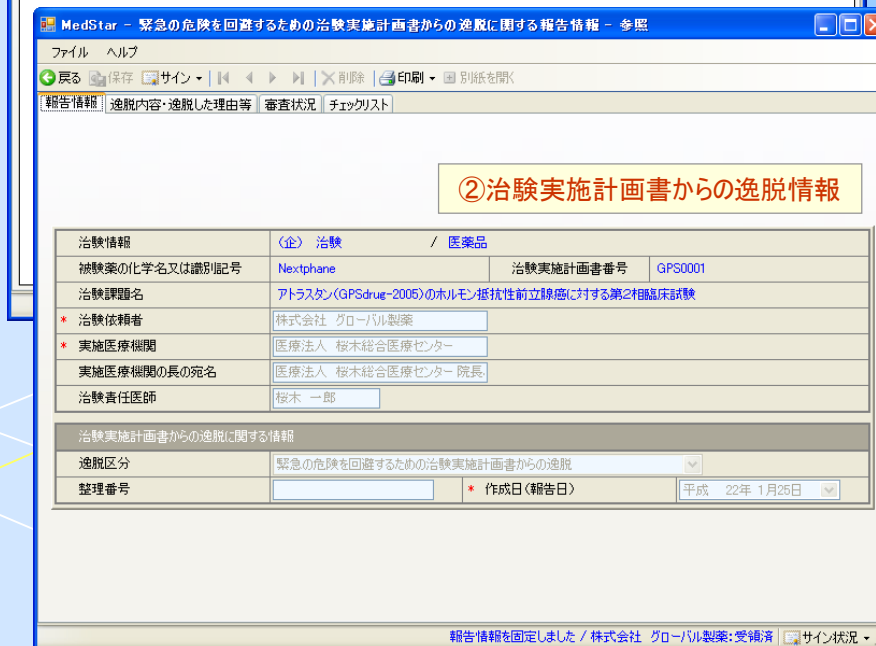 MedStar - 緊急の危険を回避するための治験実施計画書からの逸脱に関する報告情報 - 参照
ファイル ヘルプ
戻る 保存 サイン 削除 印刷 別紙を開く
報告情報 逸脱内容・逸脱した理由等 審査状況 チェックリスト
②治験実施計画書からの逸脱情報
治験情報 (企) 治験 / 医薬品
被験薬の化学名又は識別記号 Nextphane 治験実施計画書番号 GPS0001
治験課題名 アトラスタン(GPSdrug-2005)のホルモン抵抗性前立腺癌に対する第2相臨床試験
* 治験依頼者 株式会社 グローバル製薬
* 実施医療機関 医療法人 桜木総合医療センター
実施医療機関の長の宛名 医療法人 桜木総合医療センター 院長
治験責任医師 桜木 一郎
治験実施計画書からの逸脱に関する情報
逸脱区分 緊急の危険を回避するための治験実施計画書からの逸脱
整理番号 * 作成日(報告日) 平成 22年 1月25日
報告情報を固定しました / 株式会社 グローバル製薬:受領済 サイン状況